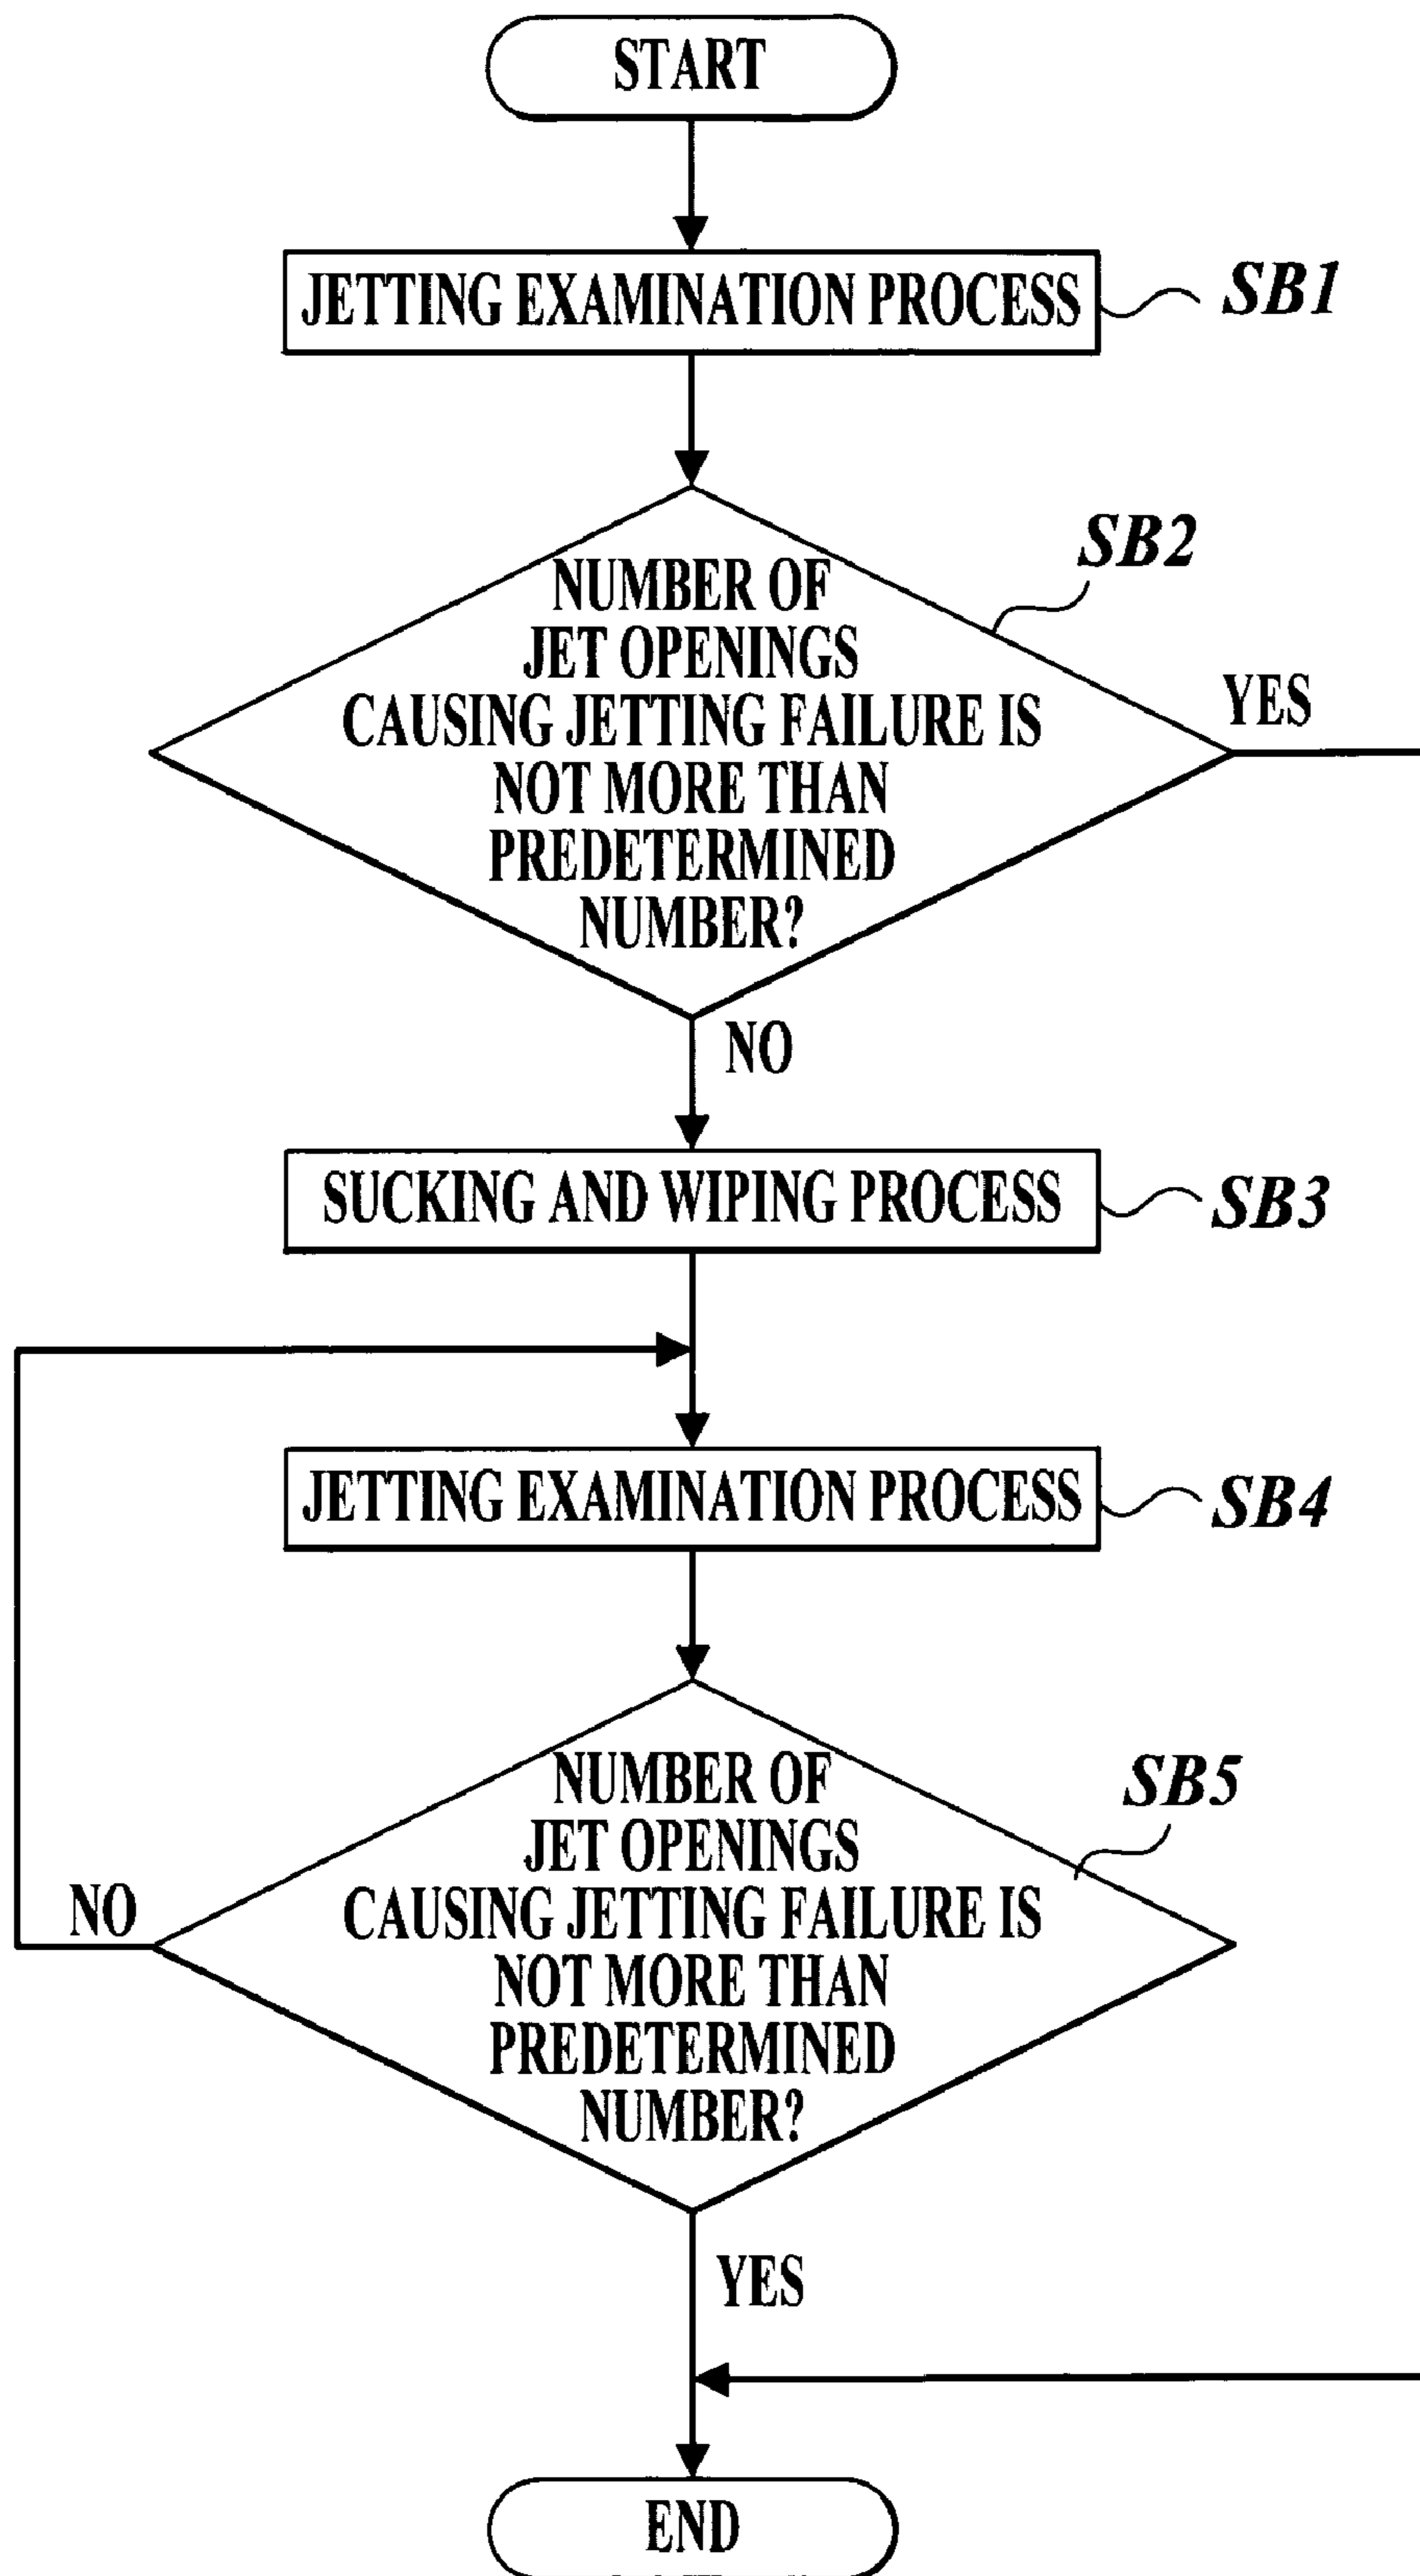 START
JETTING EXAMINATION PROCESS
SB1
NUMBER OF
JET OPENINGS
CAUSING JETTING FAILURE IS
NOT MORE THAN
PREDETERMINED
NUMBER?
SB2
YES
NO
SUCKING AND WIPING PROCESS
SB3
JETTING EXAMINATION PROCESS
SB4
NUMBER OF
JET OPENINGS
CAUSING JETTING FAILURE IS
NOT MORE THAN
PREDETERMINED
NUMBER?
SB5
NO
YES
END